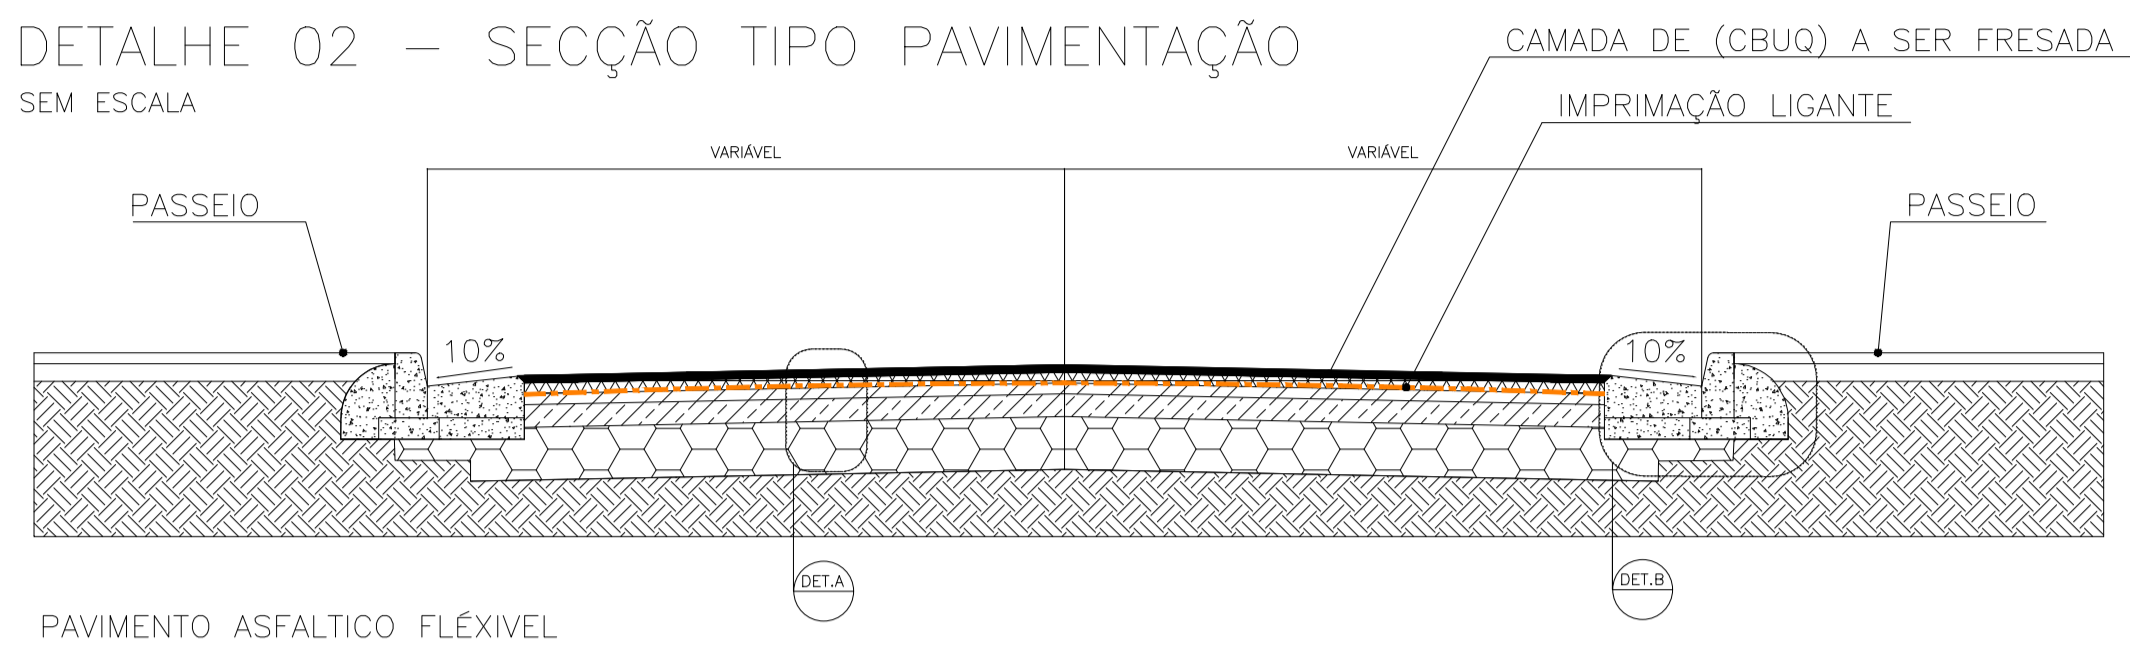 DETALHE 02 – SECÇÃO TIPO PAVIMENTAÇÃO
SEM ESCALA
CAMADA DE (CBUQ) A SER FRESADA
IMPRIMAÇÃO LIGANTE
VARIÁVEL
VARIÁVEL
PASSEIO
PASSEIO
10%
10%
DET.A
DET.B
PAVIMENTO ASFALTICO FLÉXIVEL